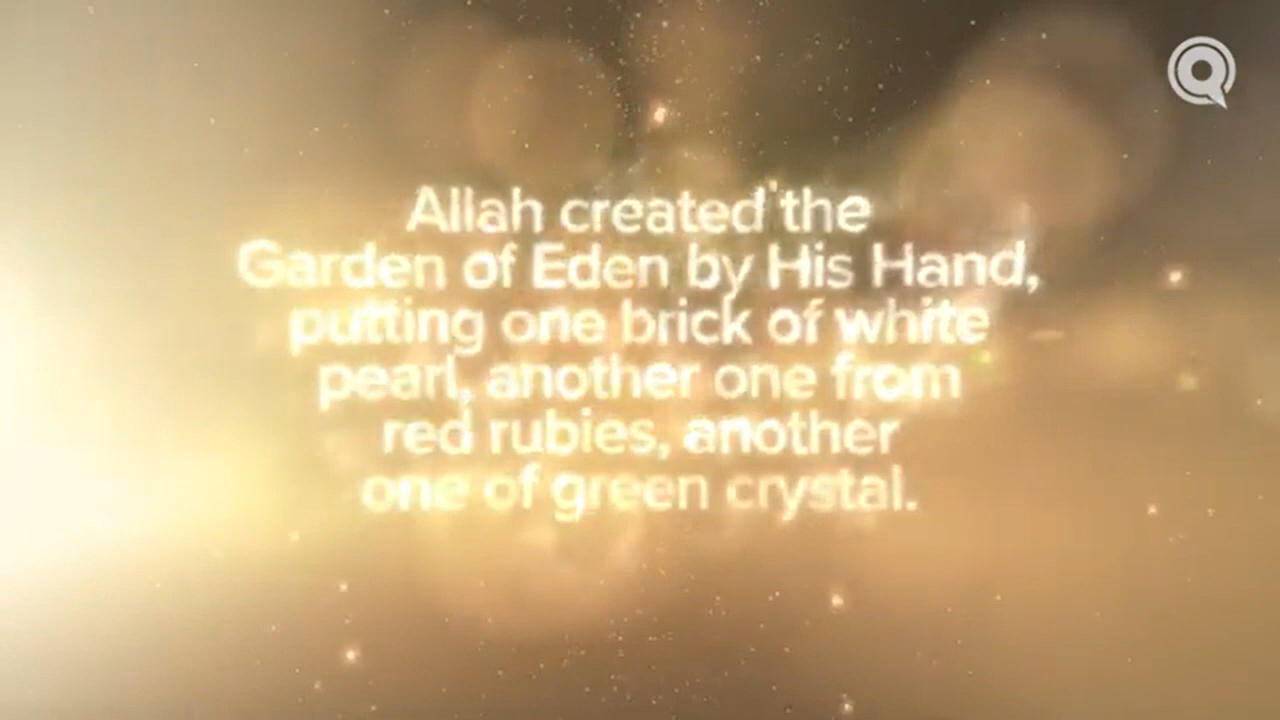 Allah created the
Garden of Eden by His Hand,
putting one brick of white
pearl, another one from
red rubies, another
one of green crystal.